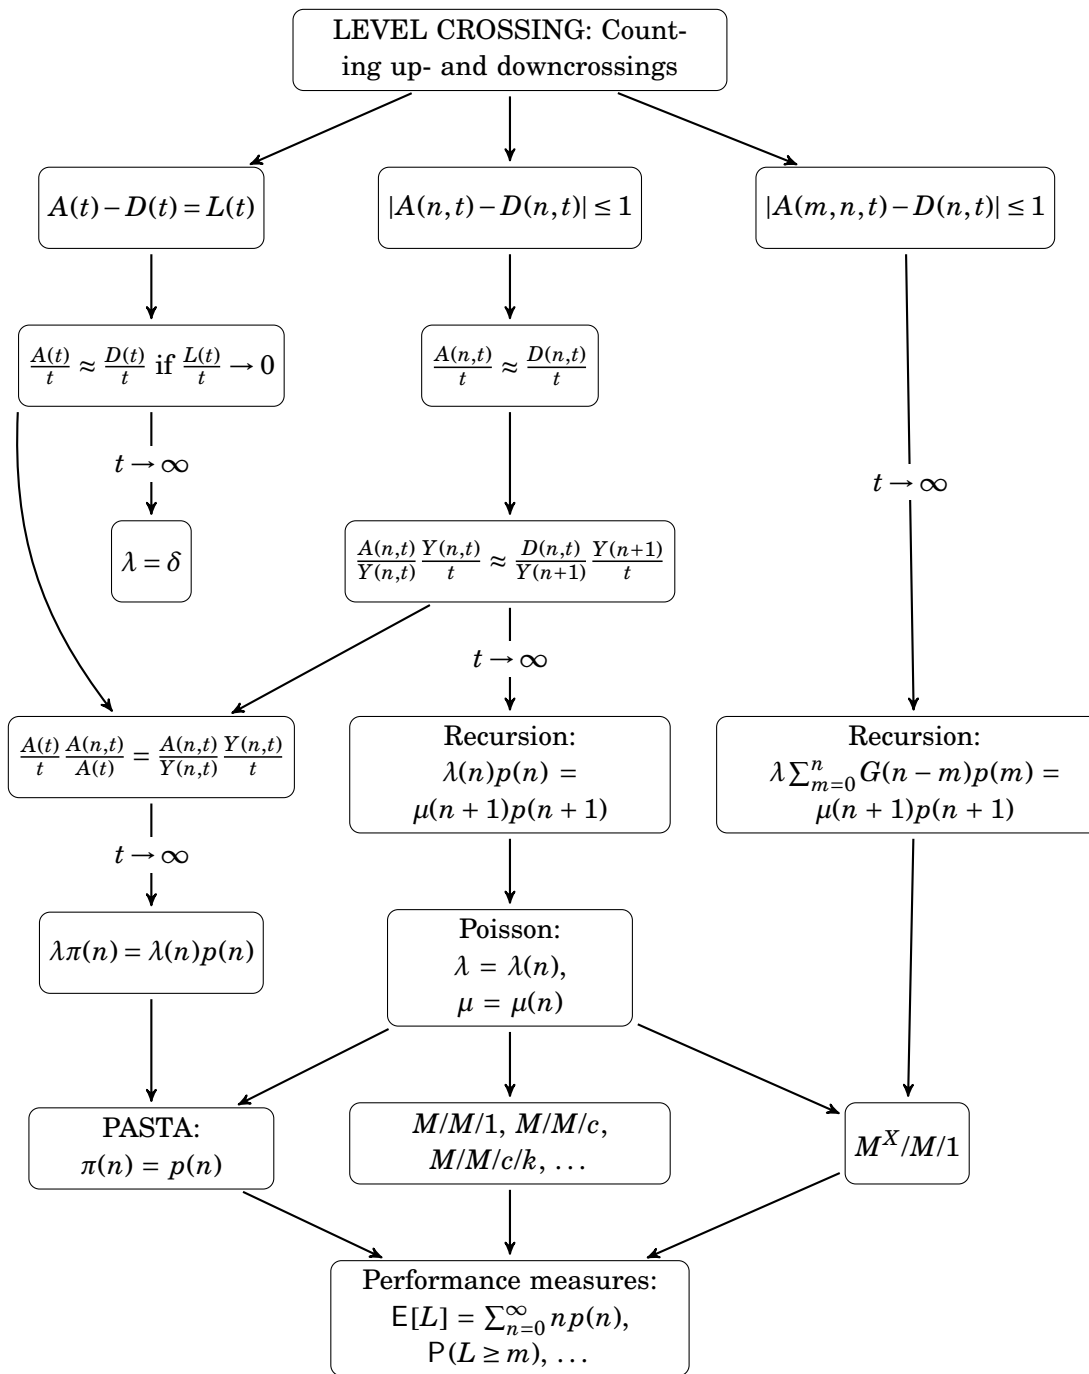 LEVEL CROSSING: Count-
ing up- and downcrossings
A(t) − D(t) = L(t)
|A(n, t) − D(n, t)| ≤ 1
|A(m, n, t) − D(n, t)| ≤ 1
A(t)/t ≈ D(t)/t if L(t)/t → 0
A(n,t)/t ≈ D(n,t)/t
t → ∞
t → ∞
λ = δ
A(n,t)/Y(n,t) Y(n,t)/t ≈ D(n,t)/Y(n+1) Y(n+1)/t
t → ∞
A(t)/t A(n,t)/A(t) = A(n,t)/Y(n,t) Y(n,t)/t
Recursion:
λ(n)p(n) =
μ(n + 1)p(n + 1)
Recursion:
λ∑_{m=0}^{n} G(n − m)p(m) =
μ(n + 1)p(n + 1)
t → ∞
λπ(n) = λ(n)p(n)
Poisson:
λ = λ(n),
μ = μ(n)
PASTA:
π(n) = p(n)
M/M/1, M/M/c,
M/M/c/k, ...
M^X/M/1
Performance measures:
E[L] = ∑_{n=0}^{∞} np(n),
P(L ≥ m), ...